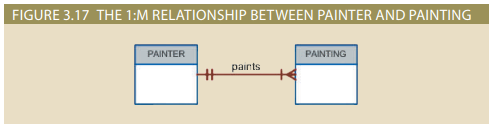 FIGURE 3.17 THE 1:M RELATIONSHIP BETWEEN PAINTER AND PAINTING
PAINTER
paints
PAINTING